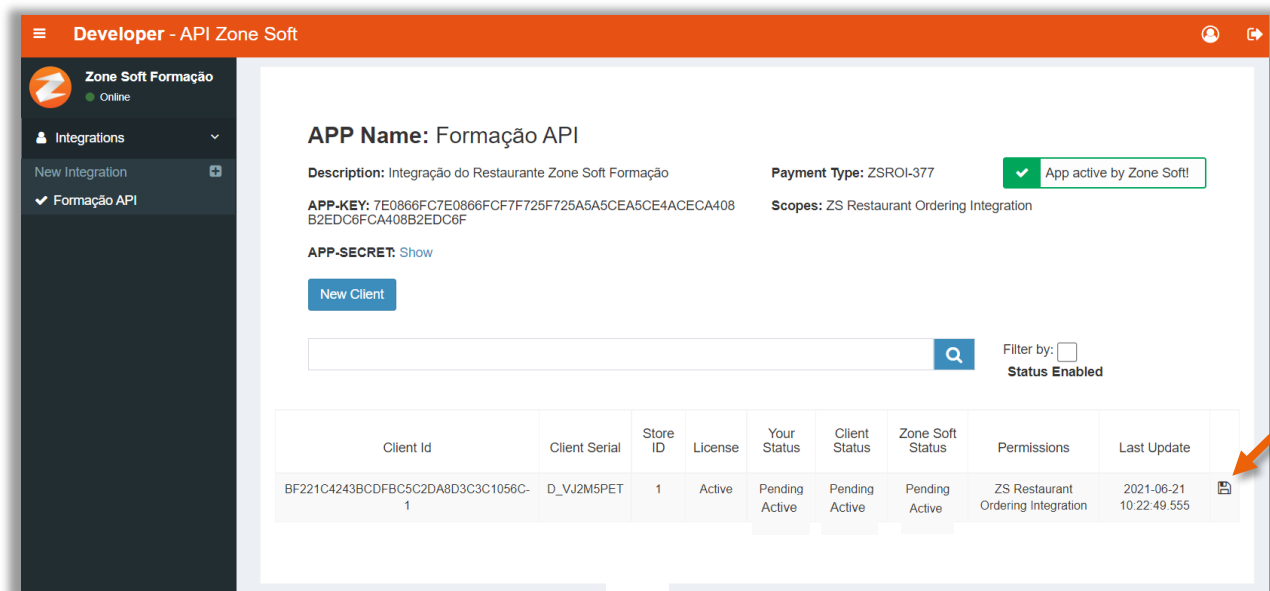 Developer - API Zone Soft
Zone Soft Formação
Online
Integrations
New Integration
Formação API
APP Name: Formação API
Description: Integração do Restaurante Zone Soft Formação
Payment Type: ZSROI-377
App active by Zone Soft!
APP-KEY: 7E0866FC7E0866FCF7F725F725A5A5CEA5CE4ACECA408
B2EDC6FCA408B2EDC6F
Scopes: ZS Restaurant Ordering Integration
APP-SECRET: Show
New Client
Filter by:
Status Enabled
Client Id
Client Serial
Store
ID
License
Your
Status
Client
Status
Zone Soft
Status
Permissions
Last Update
BF221C4243BCDFBC5C2DA8D3C3C1056C-
1
D_VJ2M5PET
1
Active
Pending
Active
Pending
Active
Pending
Active
ZS Restaurant
Ordering Integration
2021-06-21
10:22:49.555